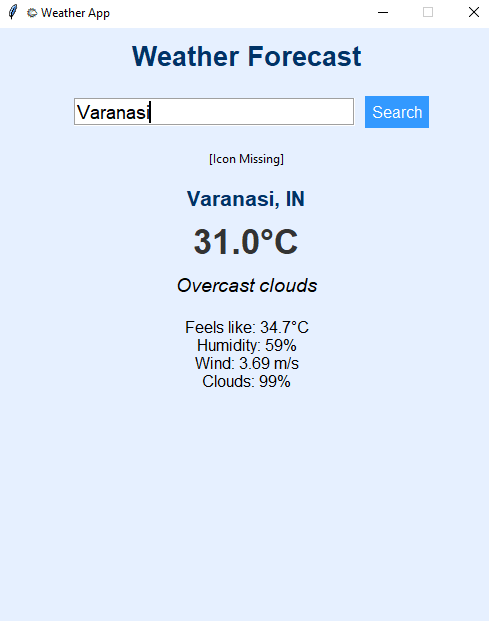 Weather App
Weather Forecast
Varanasi
Search
[Icon Missing]
Varanasi, IN
31.0°C
Overcast clouds
Feels like: 34.7°C
Humidity: 59%
Wind: 3.69 m/s
Clouds: 99%